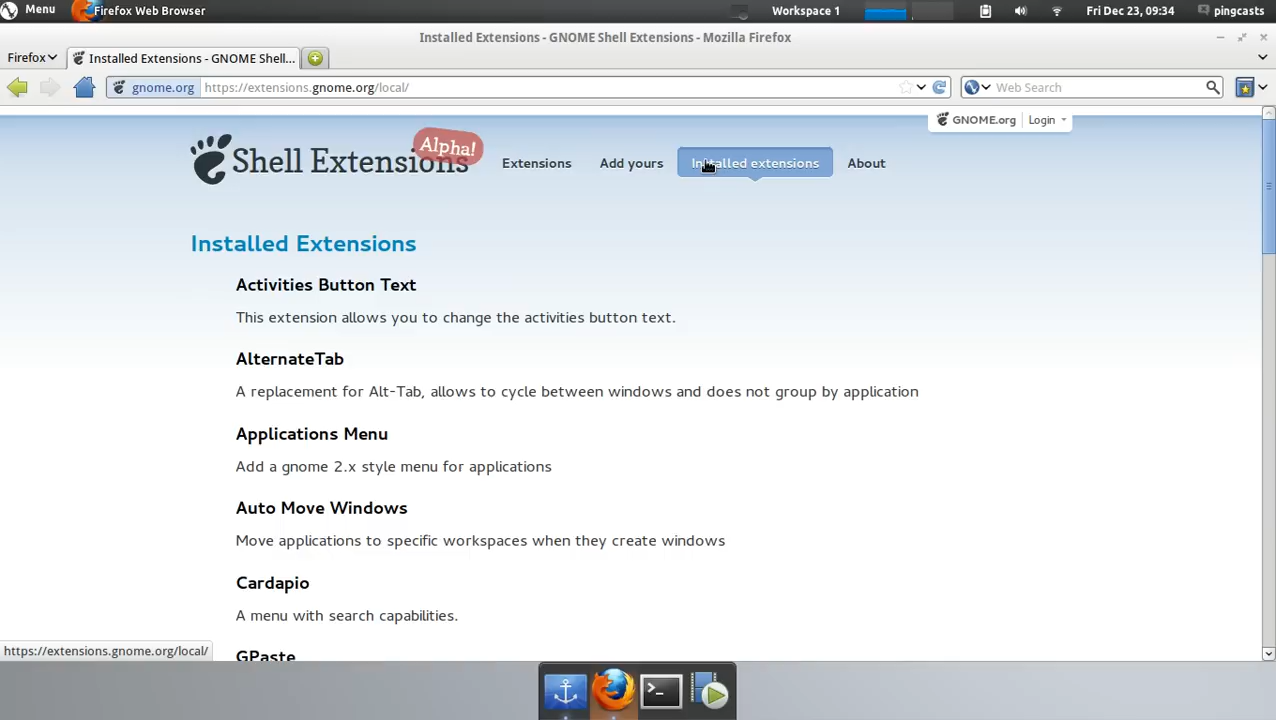 Menu Firefox Web Browser Workspace 1 Fri Dec 23, 09:34 pingcasts
Installed Extensions - GNOME Shell Extensions - Mozilla Firefox
Firefox Installed Extensions - GNOME Shell...
gnome.org https://extensions.gnome.org/local/ Web Search
GNOME.org Login
Shell Extensions Alpha! Extensions Add yours Installed extensions About
Installed Extensions
Activities Button Text
This extension allows you to change the activities button text.
AlternateTab
A replacement for Alt-Tab, allows to cycle between windows and does not group by application
Applications Menu
Add a gnome 2.x style menu for applications
Auto Move Windows
Move applications to specific workspaces when they create windows
Cardapio
A menu with search capabilities.
https://extensions.gnome.org/local/ GPaste